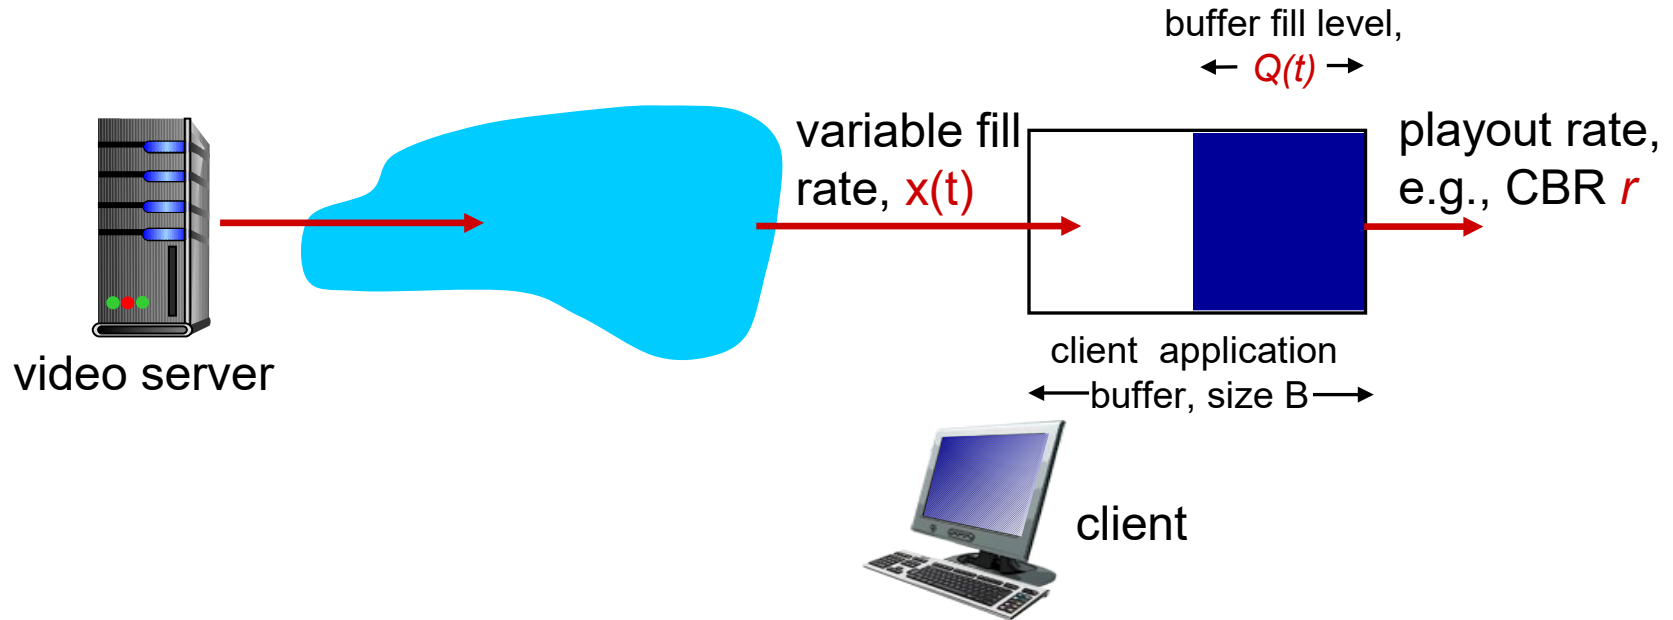 buffer fill level,
Q(t)
variable fill
rate, x(t)
playout rate,
e.g., CBR r
video server
client application
buffer, size B
client